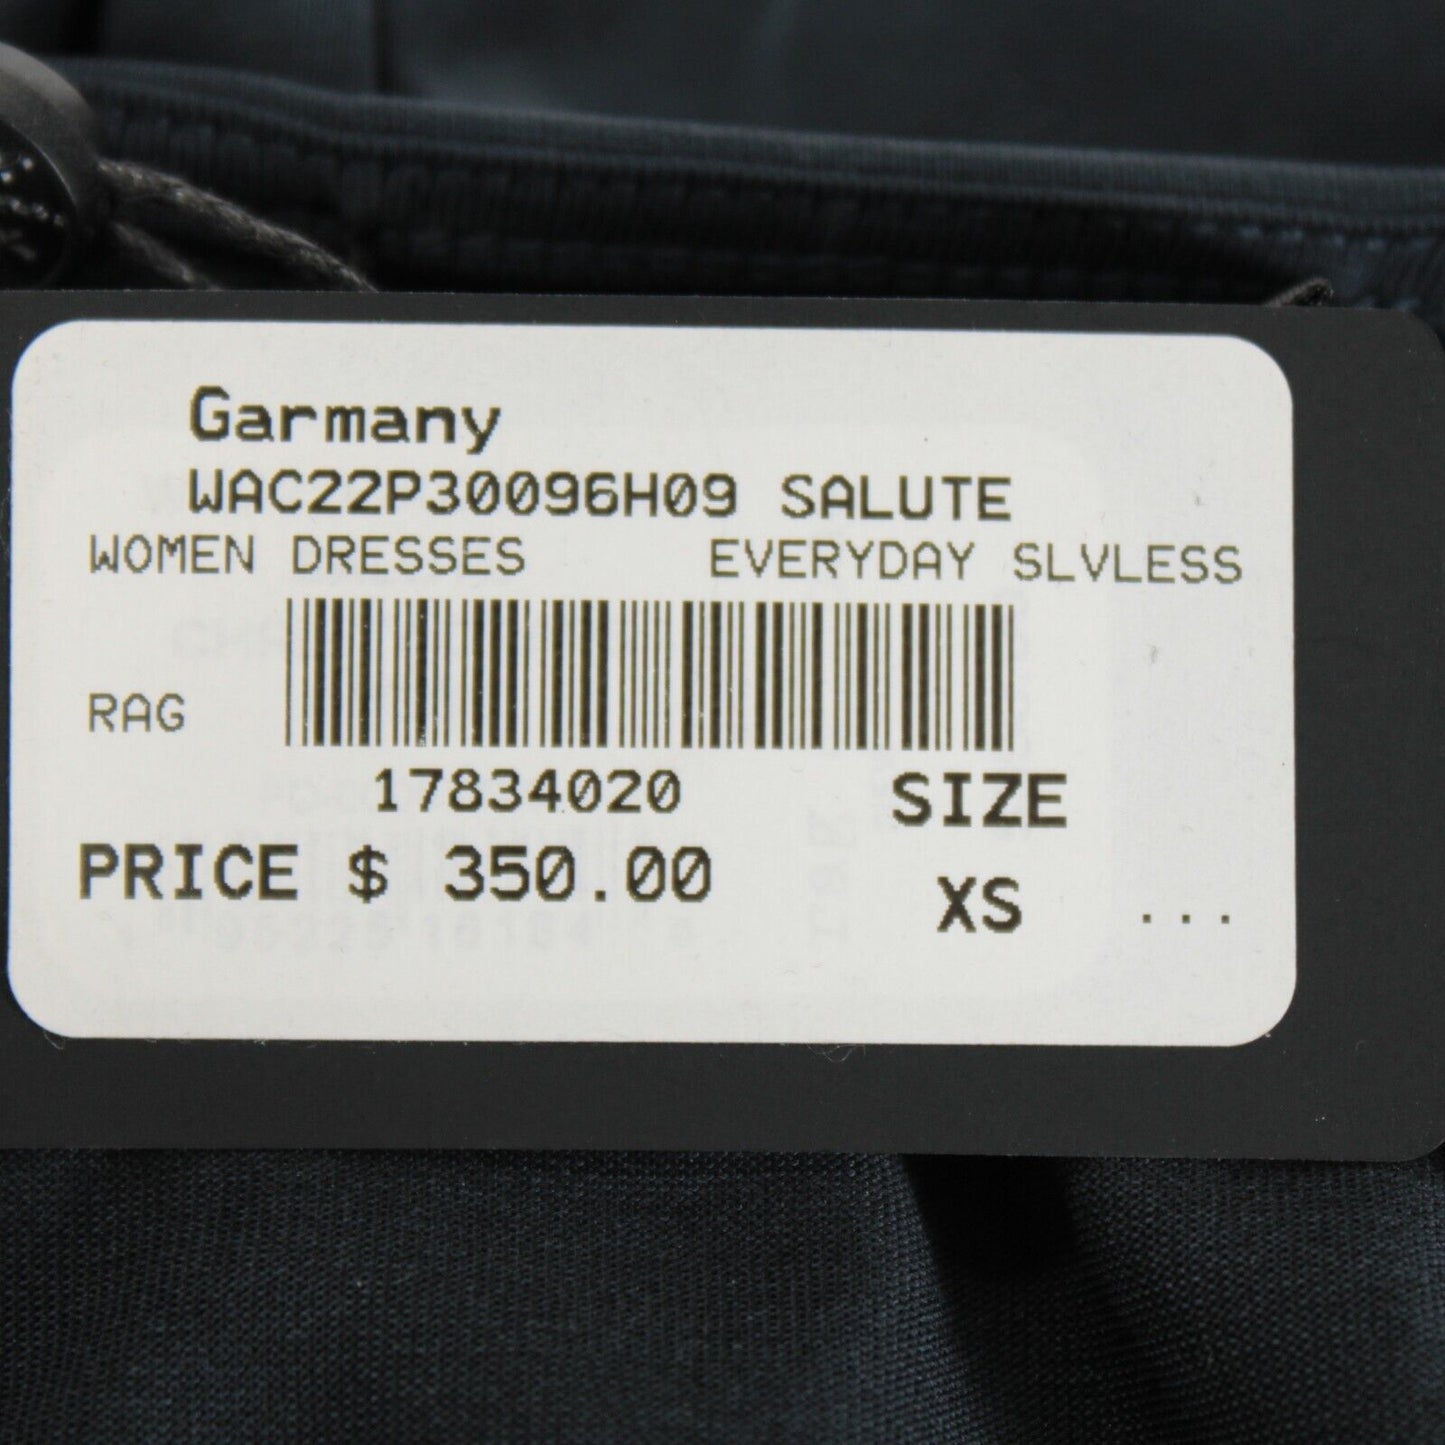 Garmany
WAC22P30096H09 SALUTE
WOMEN DRESSES EVERYDAY SLVLESS
RAG
17834020 SIZE
PRICE $ 350.00 XS ...